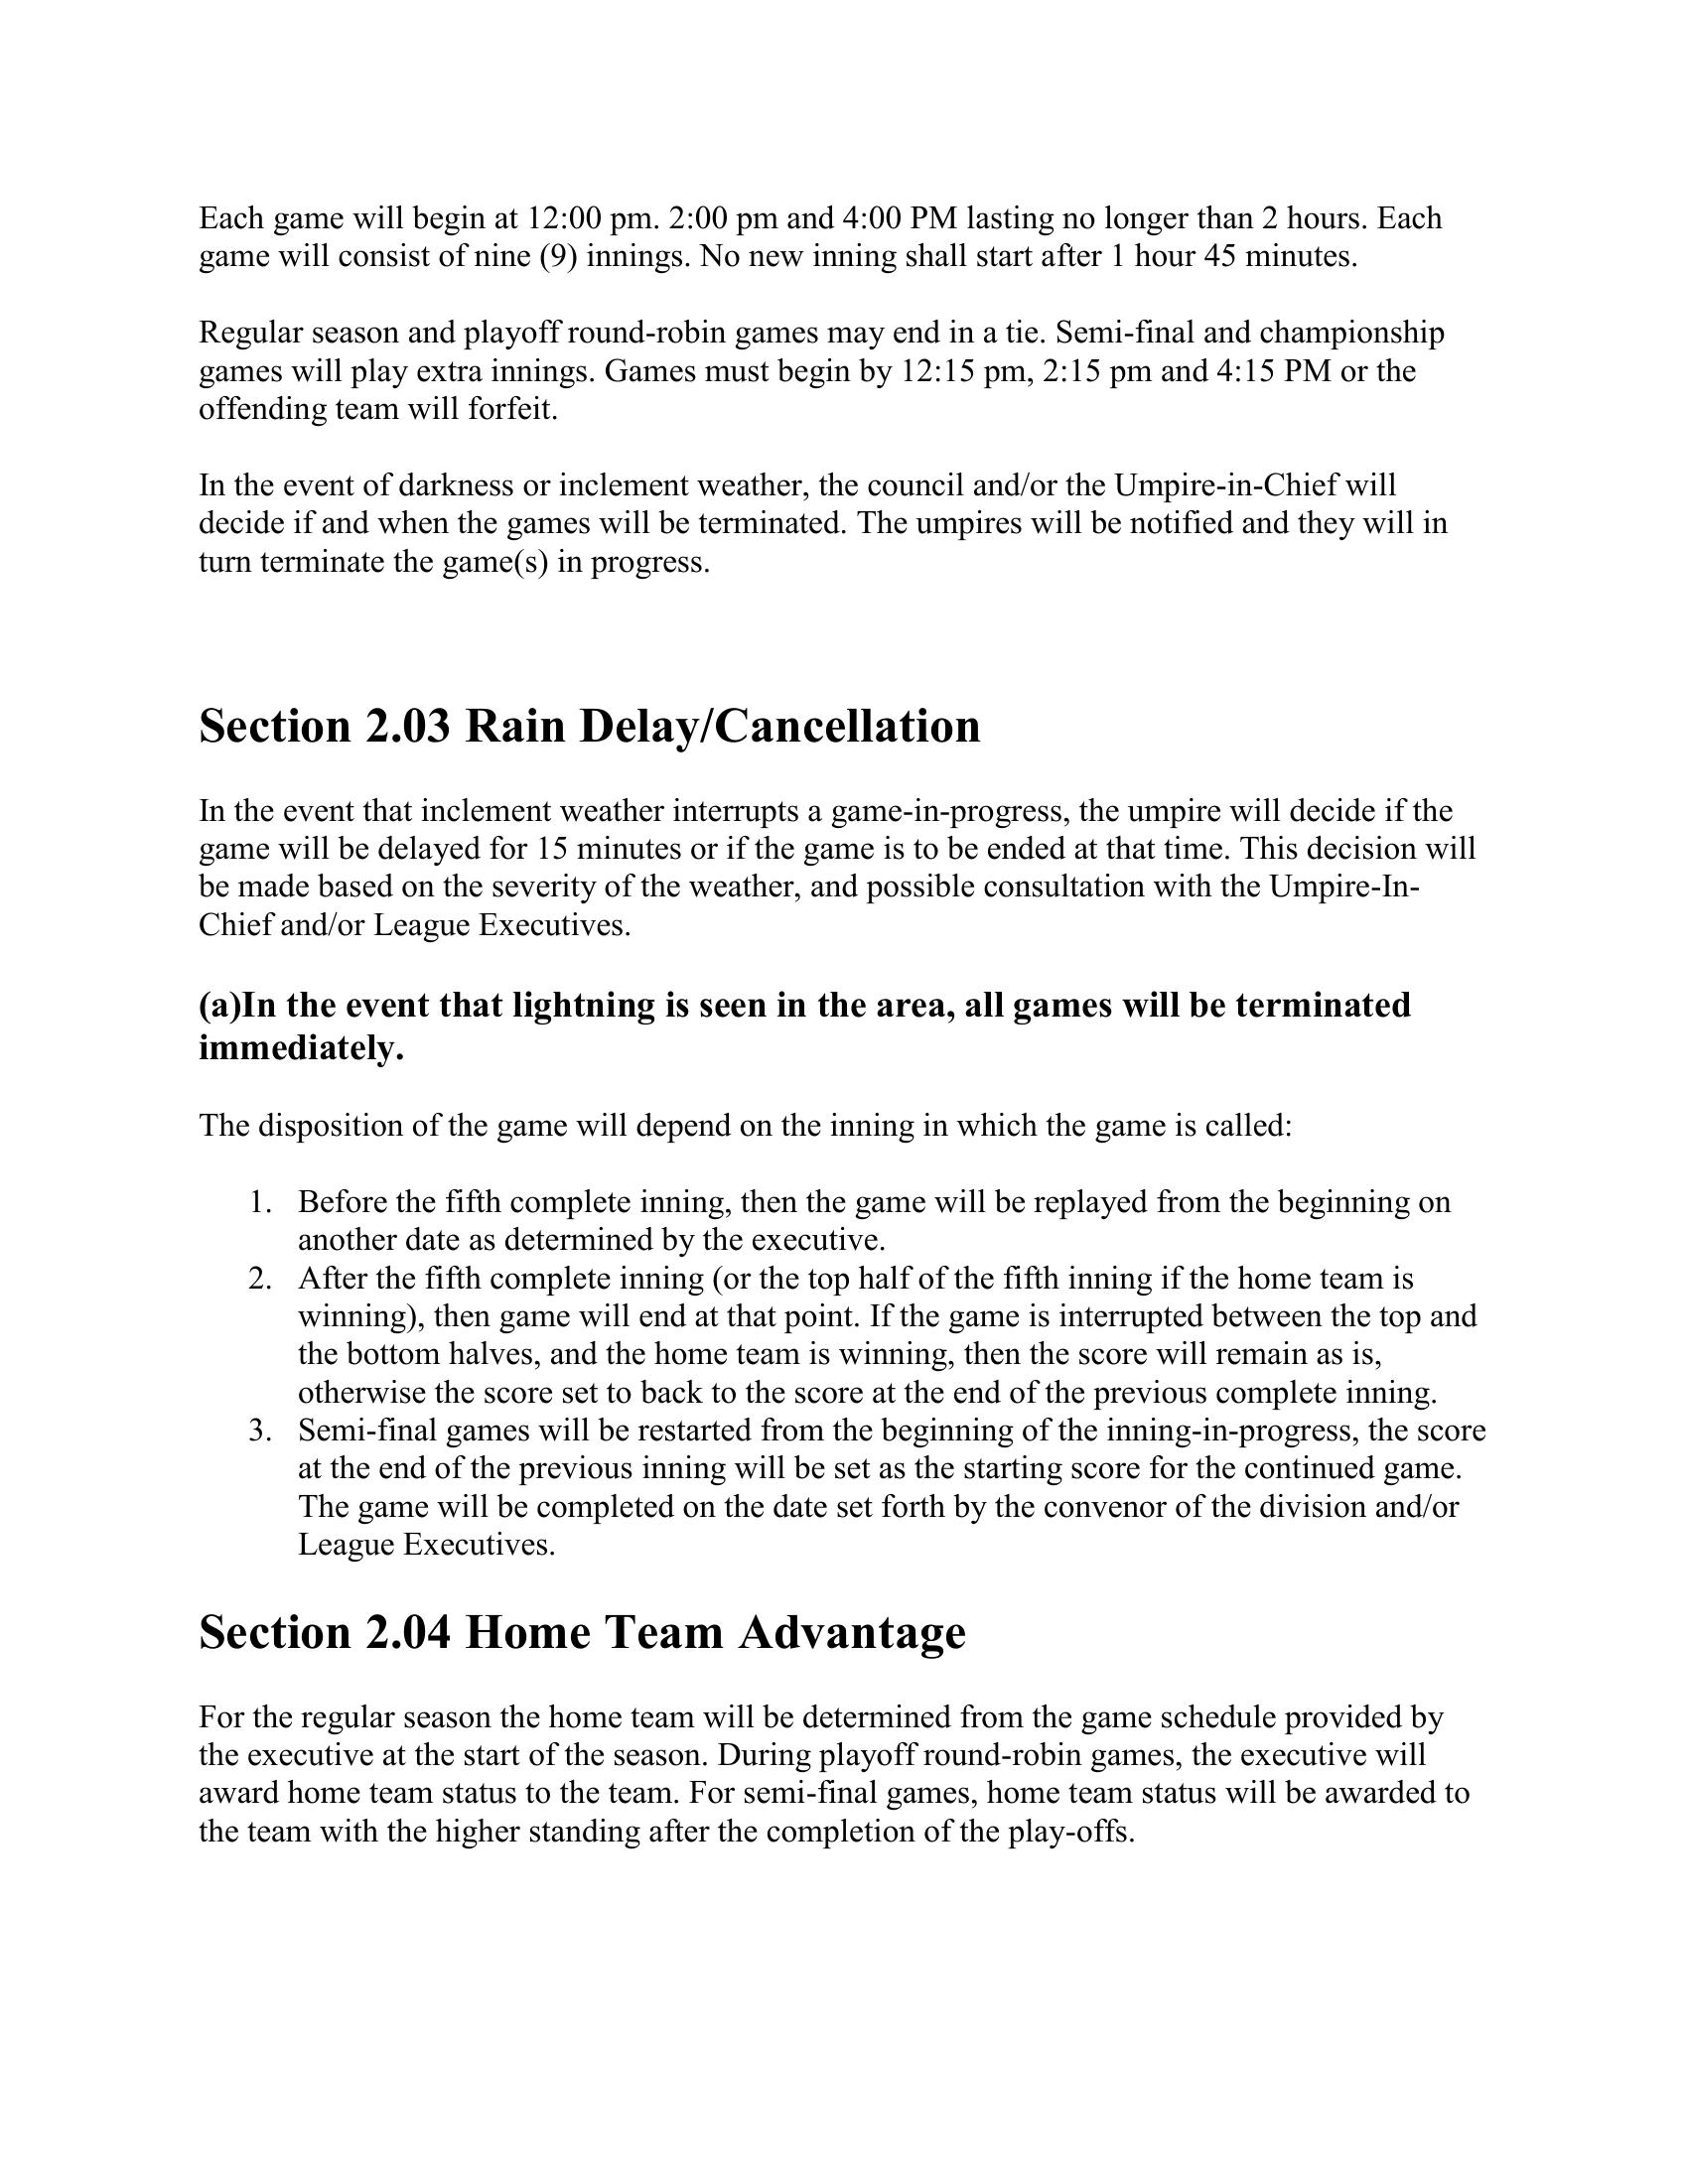 Each game will begin at 12:00 pm. 2:00 pm and 4:00 PM lasting no longer than 2 hours. Each
game will consist of nine (9) innings. No new inning shall start after 1 hour 45 minutes.
Regular season and playoff round-robin games may end in a tie. Semi-final and championship
games will play extra innings. Games must begin by 12:15 pm, 2:15 pm and 4:15 PM or the
offending team will forfeit.
In the event of darkness or inclement weather, the council and/or the Umpire-in-Chief will
decide if and when the games will be terminated. The umpires will be notified and they will in
turn terminate the game(s) in progress.
Section 2.03 Rain Delay/Cancellation
In the event that inclement weather interrupts a game-in-progress, the umpire will decide if the
game will be delayed for 15 minutes or if the game is to be ended at that time. This decision will
be made based on the severity of the weather, and possible consultation with the Umpire-In-
Chief and/or League Executives.
(a)In the event that lightning is seen in the area, all games will be terminated
immediately.
The disposition of the game will depend on the inning in which the game is called:
1. Before the fifth complete inning, then the game will be replayed from the beginning on
another date as determined by the executive.
2. After the fifth complete inning (or the top half of the fifth inning if the home team is
winning), then game will end at that point. If the game is interrupted between the top and
the bottom halves, and the home team is winning, then the score will remain as is,
otherwise the score set to back to the score at the end of the previous complete inning.
3. Semi-final games will be restarted from the beginning of the inning-in-progress, the score
at the end of the previous inning will be set as the starting score for the continued game.
The game will be completed on the date set forth by the convenor of the division and/or
League Executives.
Section 2.04 Home Team Advantage
For the regular season the home team will be determined from the game schedule provided by
the executive at the start of the season. During playoff round-robin games, the executive will
award home team status to the team. For semi-final games, home team status will be awarded to
the team with the higher standing after the completion of the play-offs.